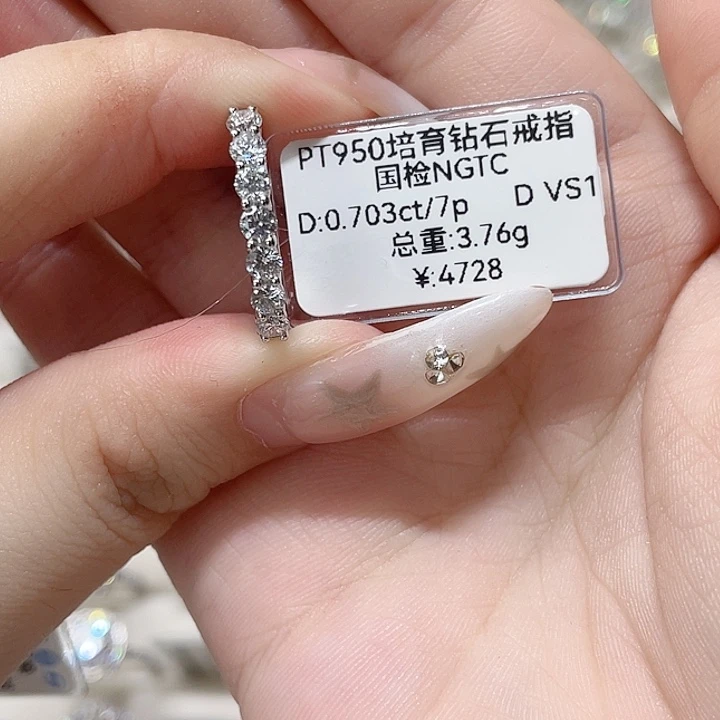 PT950培育钻石戒指
国检NGTC
D:0.703ct/7p D VS1
总重:3.76g
¥:4728